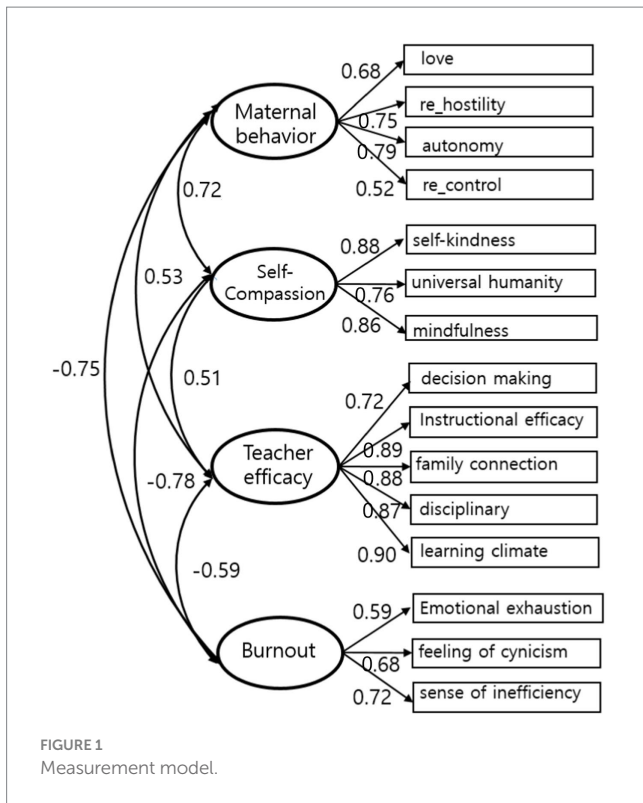 0.68
love
Maternal
behavior
re_hostility
0.75
autonomy
0.79
0.52
re_control
0.72
0.88
self-kindness
Self-
Compassion
universal humanity
0.76
0.86
mindfulness
0.53
-0.75
0.51
decision making
0.72
Instructional efficacy
Teacher
efficacy
0.89
family connection
0.88
-0.78
disciplinary
0.87
0.90
learning climate
-0.59
0.59
Emotional exhaustion
Burnout
feeling of cynicism
0.68
0.72
sense of inefficiency
FIGURE 1
Measurement model.